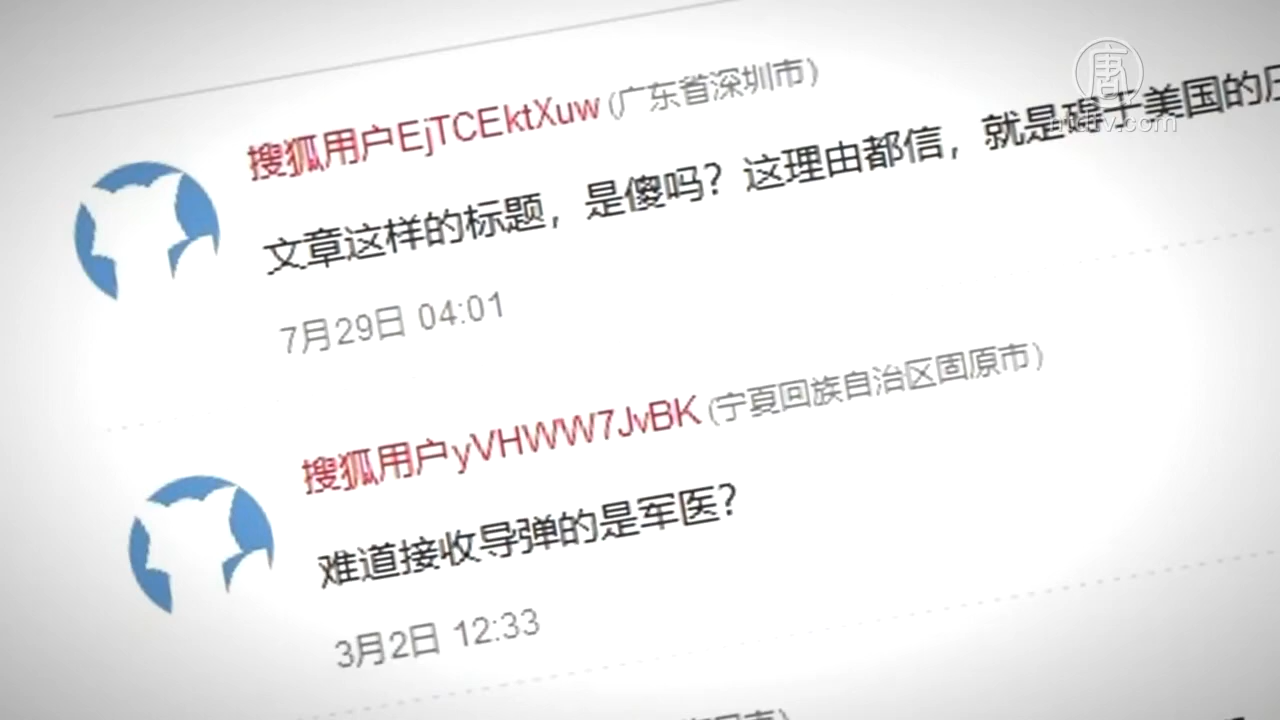 唐
ntdtv.com
搜狐用户EjTCEktXuw (广东省深圳市)
文章这样的标题，是傻吗？这理由都信，就是碍于美国的压
7月29日 04:01
搜狐用户yVHWW7JvBK (宁夏回族自治区固原市)
难道接收导弹的是军医？
3月2日 12:33